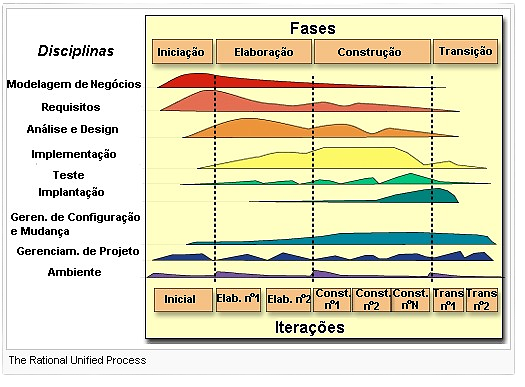 Fases
Disciplinas
Iniciação Elaboração Construção Transição
Modelagem de Negócios
Requisitos
Análise e Design
Implementação
Teste
Implantação
Geren. de Configuração
e Mudança
Gerenciam. de Projeto
Ambiente
Inicial Elab. nº1 Elab. nº2 Const. nº1 Const. nº2 Const. nºN Trans nº1 Trans nº2
Iterações
The Rational Unified Process